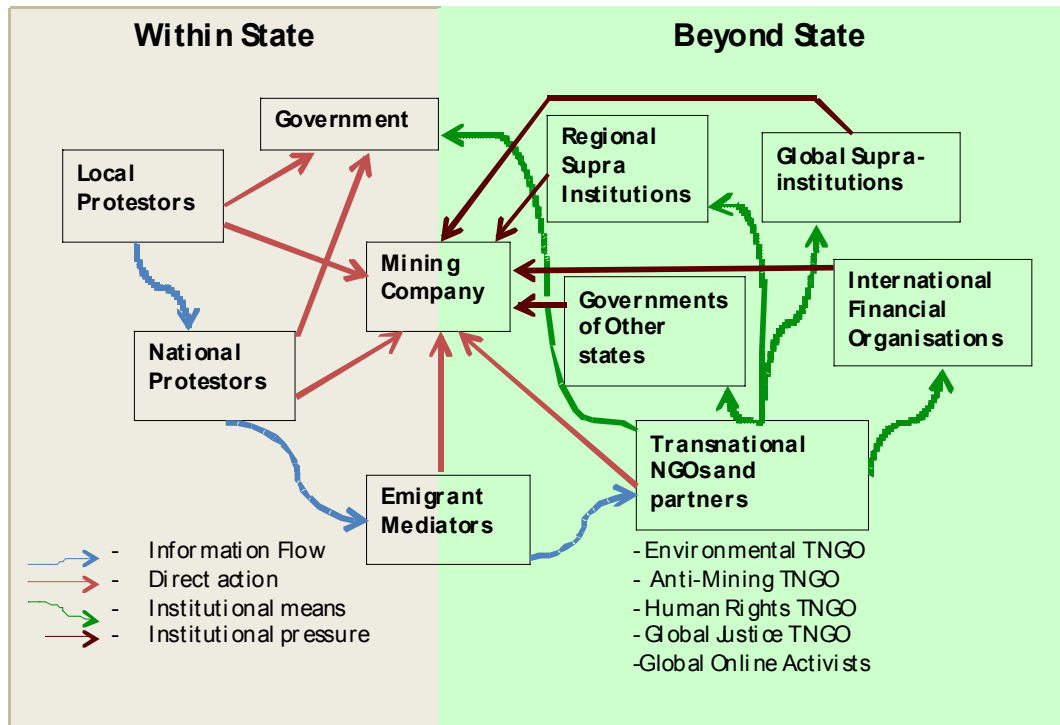 Within State
Beyond State
Government
Local
Protestors
Regional
Supra
Institutions
Global Supra-
institutions
Mining
Company
Governments
of Other
states
International
Financial
Organisations
National
Protestors
Transnational
NGOs and
partners
Emigrant
Mediators
- Information Flow
- Direct action
- Institutional means
- Institutional pressure
- Environmental TNGO
- Anti-Mining TNGO
- Human Rights TNGO
- Global Justice TNGO
-Global Online Activists